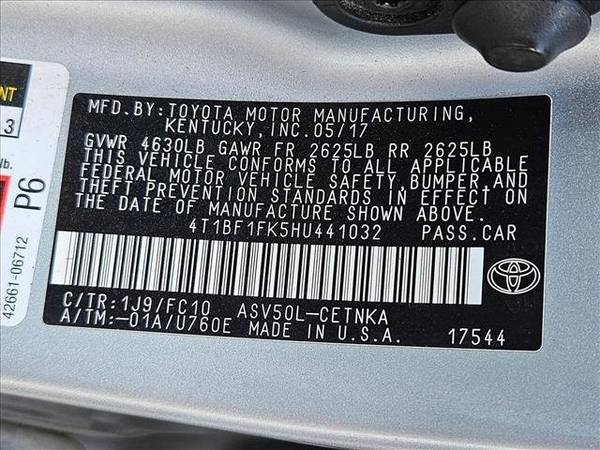 MFD.BY:TOYOTA MOTOR MANUFACTURING,
KENTUCKY, INC.05/17
GVWR 4630LB GAWR FR 2625LB RR 2625LB
THIS VEHICLE CONFORMS TO ALL APPLICABLE
FEDERAL MOTOR VEHICLE SAFETY,BUMPER,AND
THEFT PREVENTION STANDARDS IN EFFECT ON
THE DATE OF MANUFACTURE SHOWN ABOVE.
4T1BF1FK5HU441032 PASS.CAR
C/TR:1J9/FC10 ASV50L-CETNKA
A/TM:-01A/U760E MADE IN U.S.A. 17544
3
lb.
P6
42661-06712